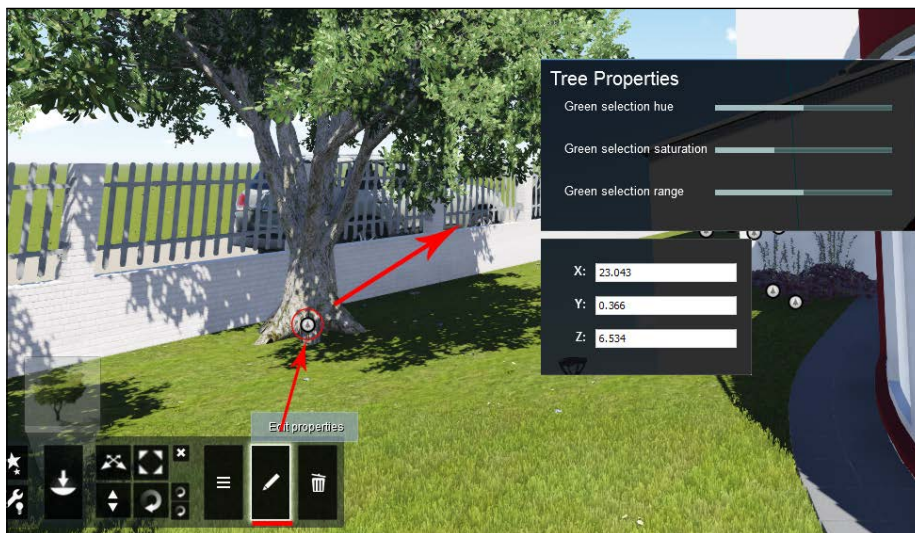 Tree Properties
Green selection hue
Green selection saturation
Green selection range
X: 23.043
Y: 0.366
Z: 6.534
Edit properties